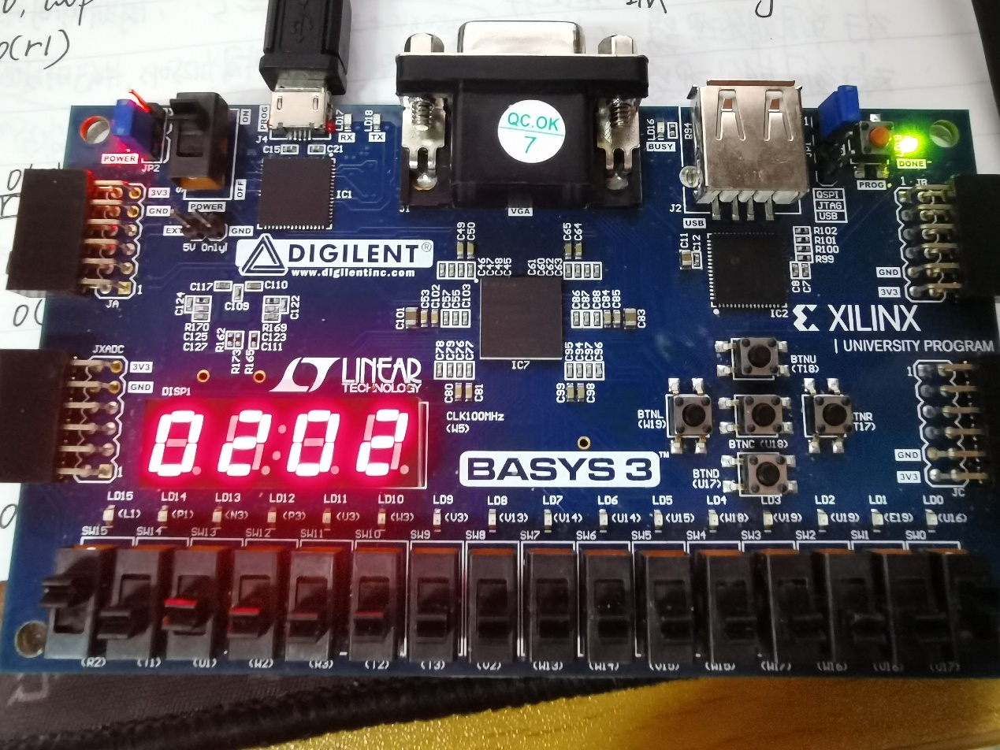 o(r1)
QC.OK
7
PROG
J4
ON
OFF
LD17
RX
LD18
TX
LD16
BUSY
R94
POWER
JP2
C15
C21
IC1
J1
VGA
J2
USB
PROG
DONE
QSPI
JTAG
USB
JB
1
3V3
GND
POWER
EXT
GND
5V Only!
DIGILENT®
www.digilentinc.com
C49
C50
C65
C64
C46
C47
C48
C45
C61
C60
C62
C63
C11
C12
R102
R101
R100
R99
C8
C7
IC2
GND
3V3
JA
1
C117
C110
C109
C124
C122
R170
C125
C127
R162
R173
R165
R169
C123
C111
C101
C53
C102
C57
C55
C103
C86
C87
C88
C84
C85
C83
C78
C79
C76
C77
C95
C94
C97
C96
C80
C81
C99
C98
IC7
XILINX
UNIVERSITY PROGRAM
JXADC
3V3
GND
1
LINEAR
TECHNOLOGY
DISP1
0202
CLK100MHz
(W5)
BASYS 3™
BTNU
(T18)
BTNL
(W19)
BTNR
(T17)
BTNC (U18)
BTND
(U17)
1
GND
3V3
JC
LD15 LD14 LD13 LD12 LD11 LD10 LD9 LD8 LD7 LD6 LD5 LD4 LD3 LD2 LD1 LD0
(L1) (P1) (N3) (P3) (U3) (W3) (V3) (V13) (V14) (U14) (U15) (W18) (V19) (U19) (E19) (U16)
SW15 SW14 SW13 SW12 SW11 SW10 SW9 SW8 SW7 SW6 SW5 SW4 SW3 SW2 SW1 SW0
(R2) (T1) (U1) (W2) (R3) (T2) (T3) (V2) (W13) (W14) (V15) (W15) (W17) (W16) (V16) (V17)